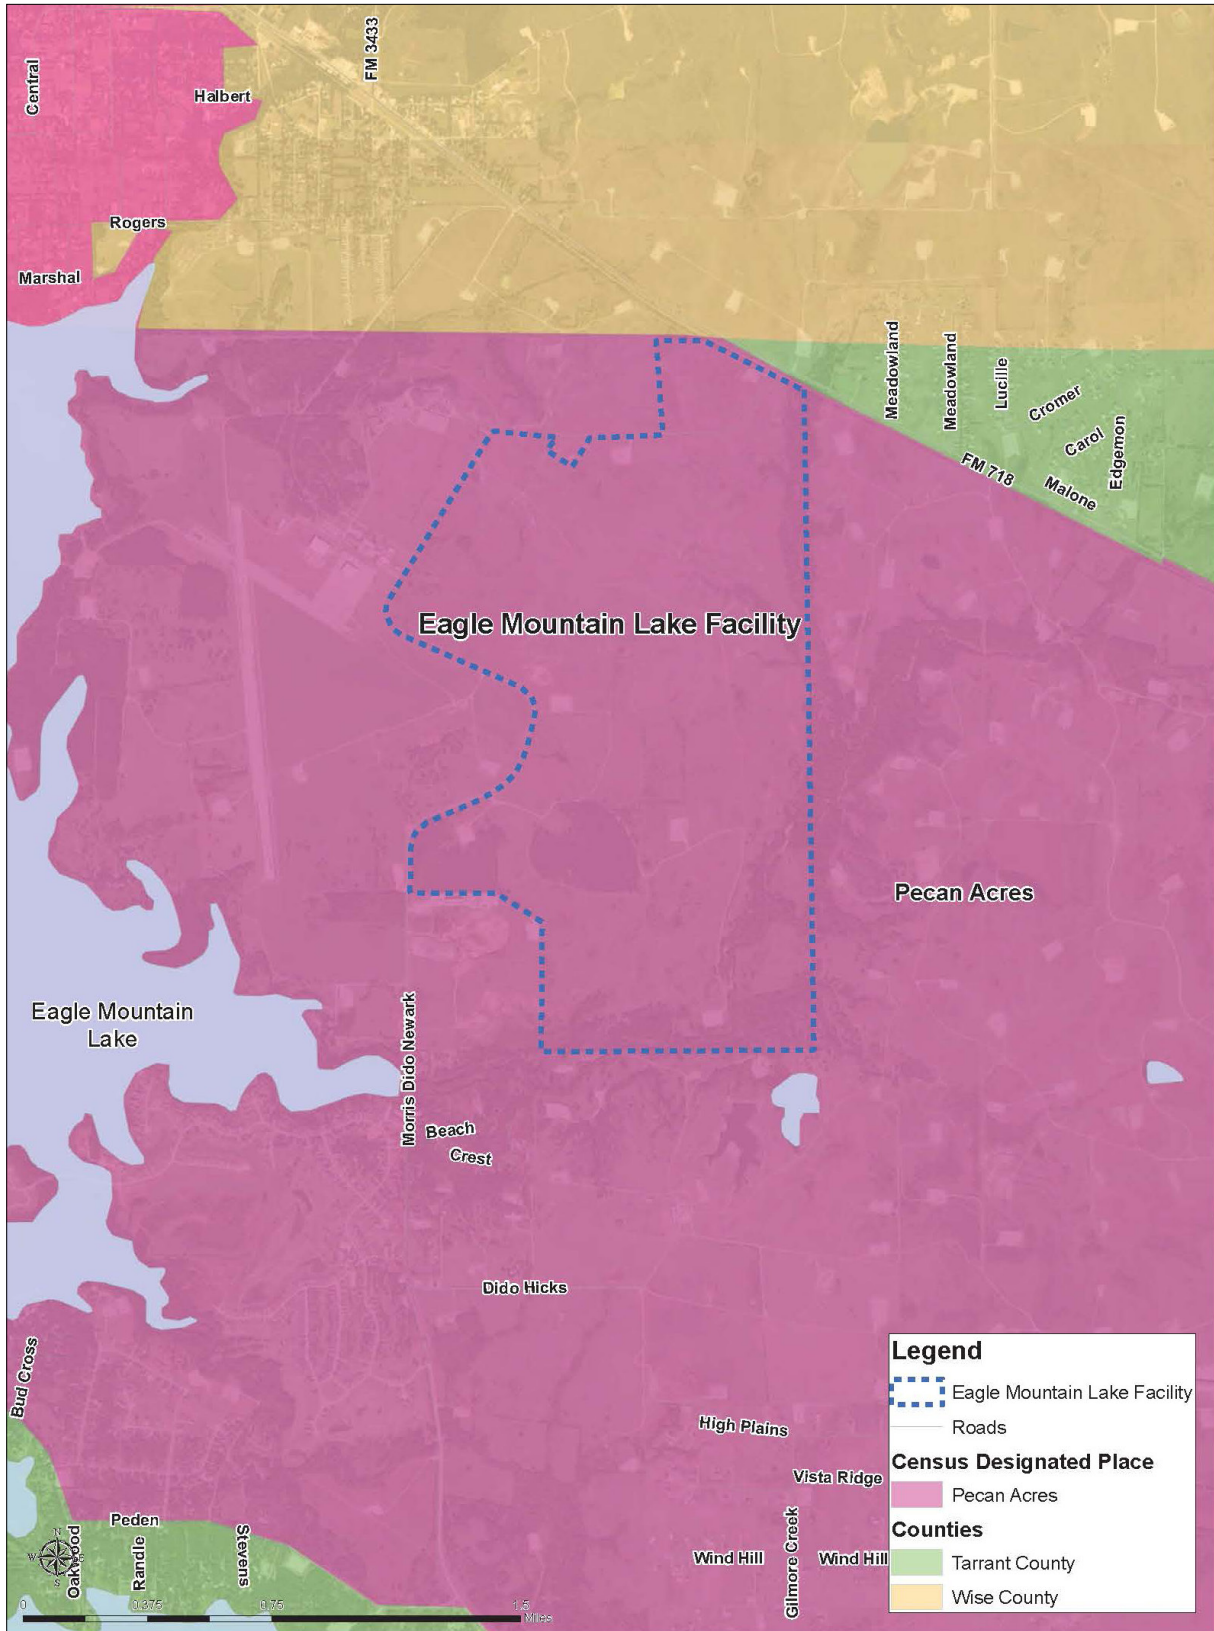 Central
FM 3433
Halbert
Rogers
Marshal
Meadowland
Meadowland
Lucille
Cromer
Carol
Edgemon
FM 718
Malone
Eagle Mountain Lake Facility
Pecan Acres
Eagle Mountain
Lake
Morris Dido Newark
Beach
Crest
Dido Hicks
Bud Cross
High Plains
Vista Ridge
Gilmore Creek
Wind Hill
Wind Hill
Peden
Oakwood
Randle
Stevens
N
W
E
S
0
0.375
0.75
1.5
Miles
Legend
Eagle Mountain Lake Facility
Roads
Census Designated Place
Pecan Acres
Counties
Tarrant County
Wise County